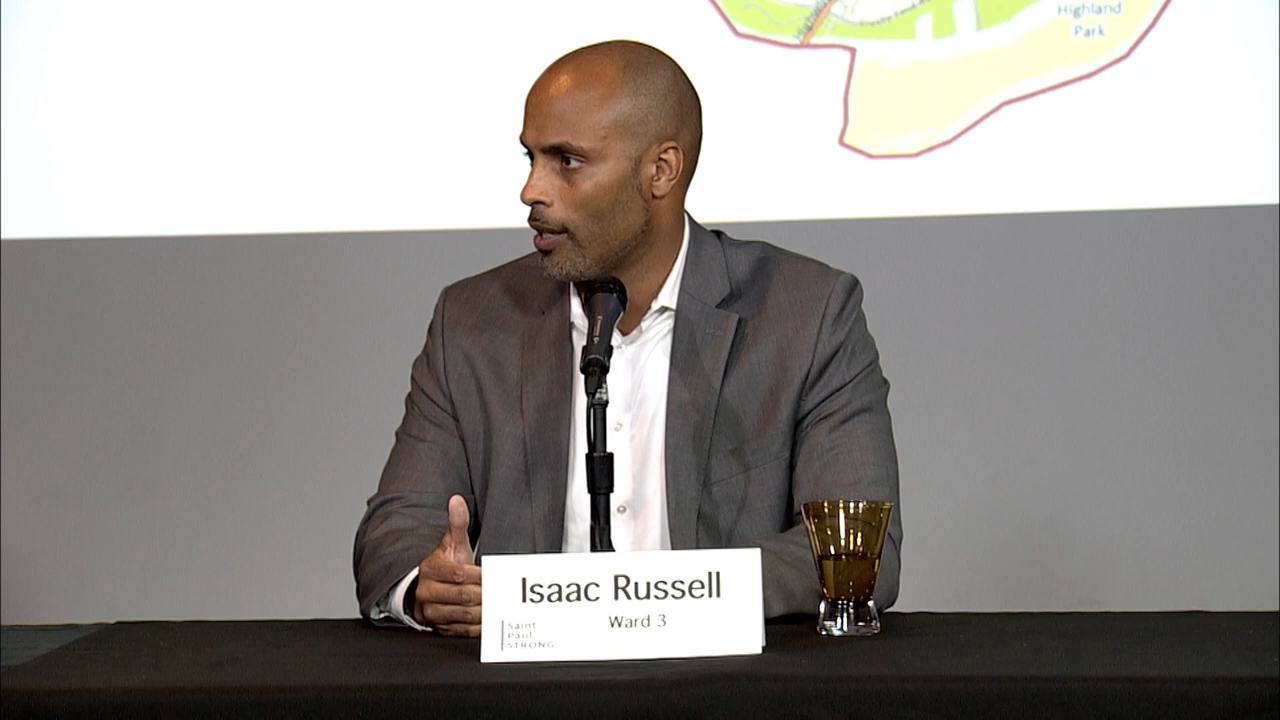 Highland
Park
Isaac Russell
Ward 3
Saint
Paul
STRONG